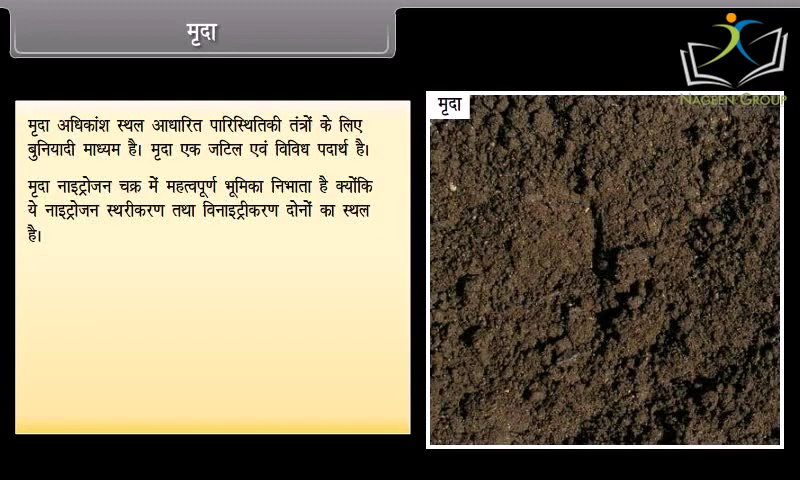 मृदा
NAGEEN GROUP
मृदा
मृदा अधिकांश स्थल आधारित पारिस्थितिकी तंत्रों के लिए
बुनियादी माध्यम है। मृदा एक जटिल एवं विविध पदार्थ है।
मृदा नाइट्रोजन चक्र में महत्वपूर्ण भूमिका निभाता है क्योंकि
ये नाइट्रोजन स्थरीकरण तथा विनाइट्रीकरण दोनों का स्थल
है।